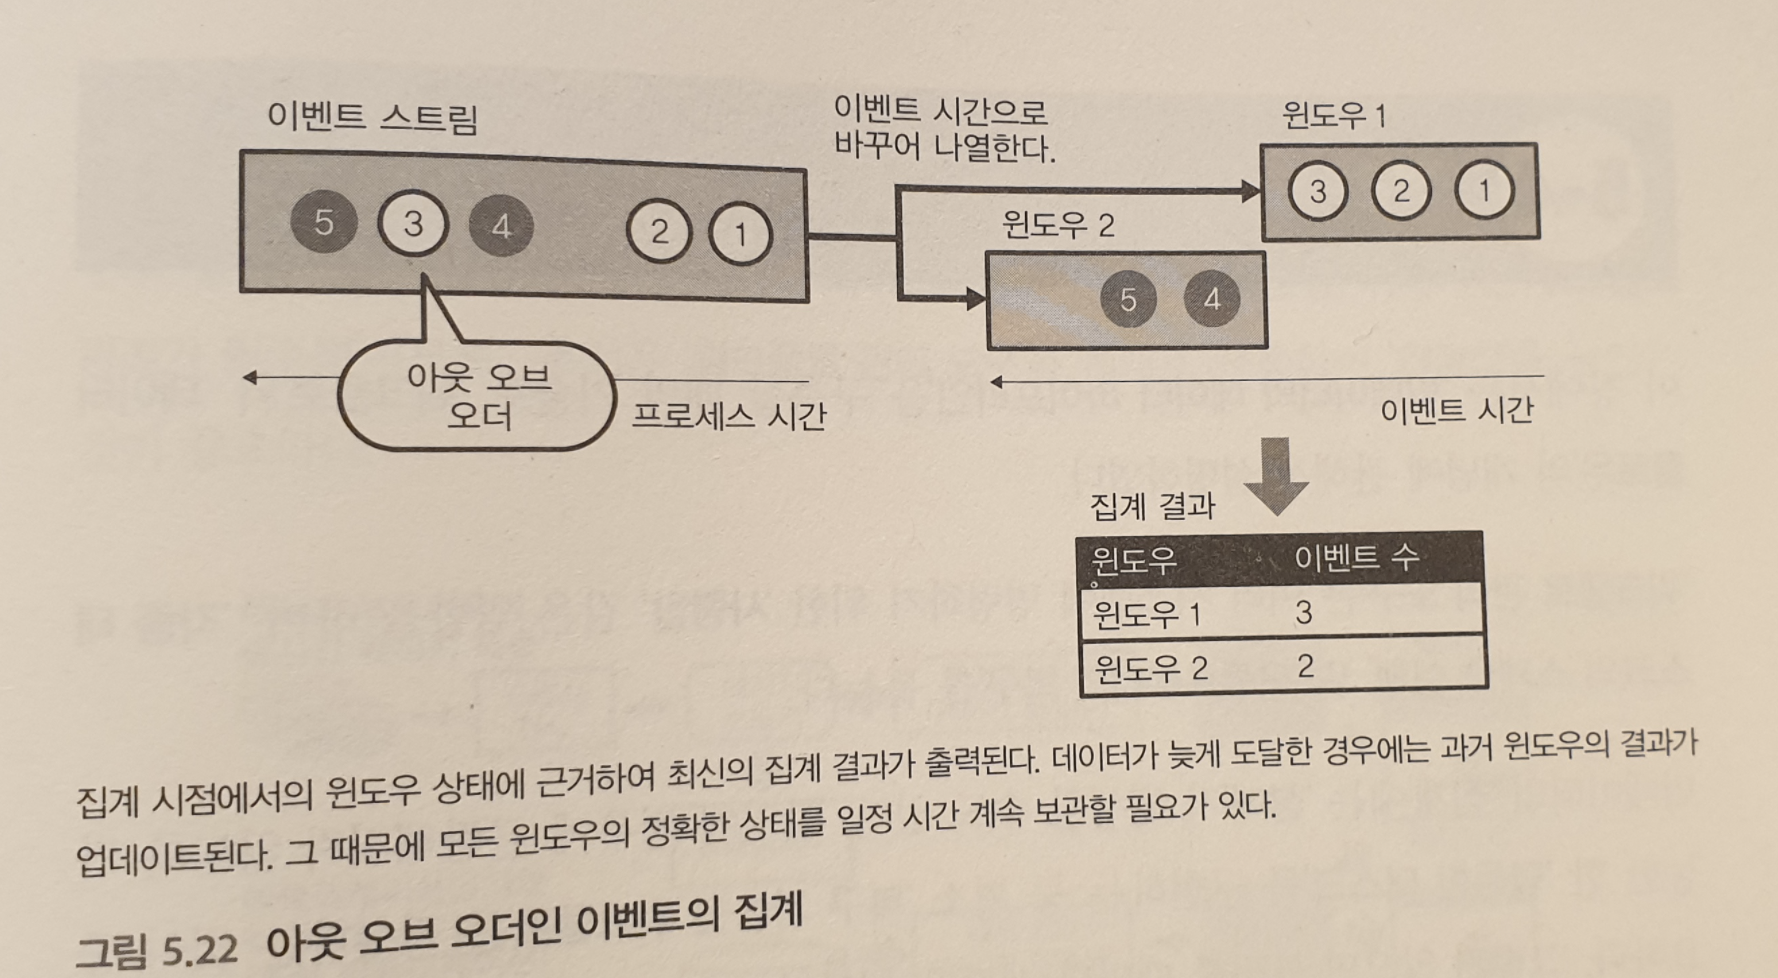 이벤트 스트림
5 3 4 2 1
아웃 오브
오더
프로세스 시간
이벤트 시간으로
바꾸어 나열한다.
윈도우 1
3 2 1
윈도우 2
5 4
이벤트 시간
집계 결과
윈도우 이벤트 수
윈도우 1 3
윈도우 2 2
집계 시점에서의 윈도우 상태에 근거하여 최신의 집계 결과가 출력된다. 데이터가 늦게 도달한 경우에는 과거 윈도우의 결과가
업데이트된다. 그 때문에 모든 윈도우의 정확한 상태를 일정 시간 계속 보관할 필요가 있다.
그림 5.22 아웃 오브 오더인 이벤트의 집계